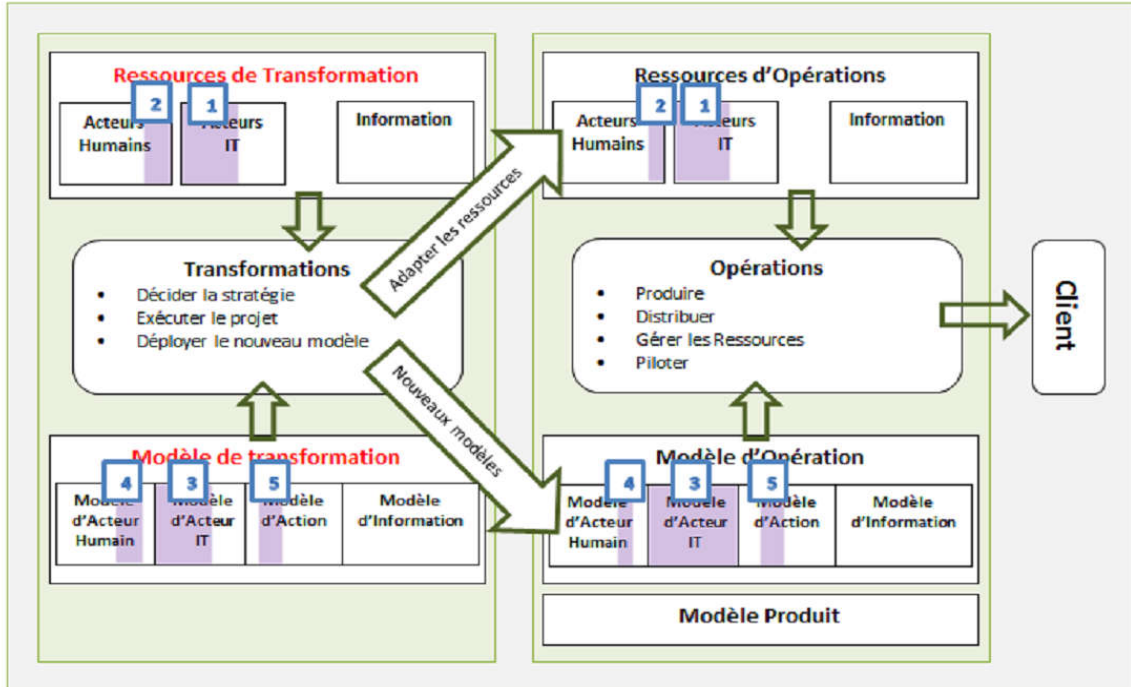 Ressources de Transformation
2
1
Acteurs
Humains
Acteurs
IT
Information
Transformations
• Décider la stratégie
• Exécuter le projet
• Déployer le nouveau modèle
Adapter les ressources
Nouveaux modèles
Modèle de transformation
4
3
5
Modèle
d'Acteur
Humain
Modèle
d'Acteur
IT
Modèle
d'Action
Modèle
d'Information
Ressources d'Opérations
2
1
Acteurs
Humains
Acteurs
IT
Information
Opérations
• Produire
• Distribuer
• Gérer les Ressources
• Piloter
Modèle d'Opération
4
3
5
Modèle
d'Acteur
Humain
Modèle
d'Acteur
IT
Modèle
d'Action
Modèle
d'Information
Modèle Produit
Client